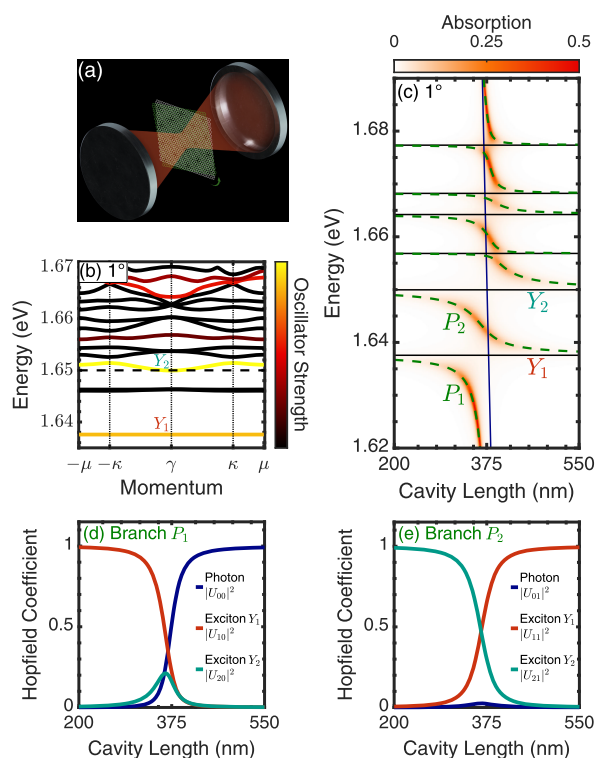 (a)
Absorption
0 0.25 0.5
(c) 1°
1.68
1.66
1.64
1.62
Energy (eV)
Y₂
P₂
Y₁
P₁
200 375 550
Cavity Length (nm)
(b) 1°
1.67
1.66
1.65
1.64
Energy (eV)
Y₂
Y₁
−μ −κ γ κ μ
Momentum
Oscillator Strength
(d) Branch P₁
1
0.5
0
Hopfield Coefficient
Photon
|U₀₀|²
Exciton Y₁
|U₁₀|²
Exciton Y₂
|U₂₀|²
200 375 550
Cavity Length (nm)
(e) Branch P₂
1
0.5
0
Hopfield Coefficient
Photon
|U₀₁|²
Exciton Y₁
|U₁₁|²
Exciton Y₂
|U₂₁|²
200 375 550
Cavity Length (nm)